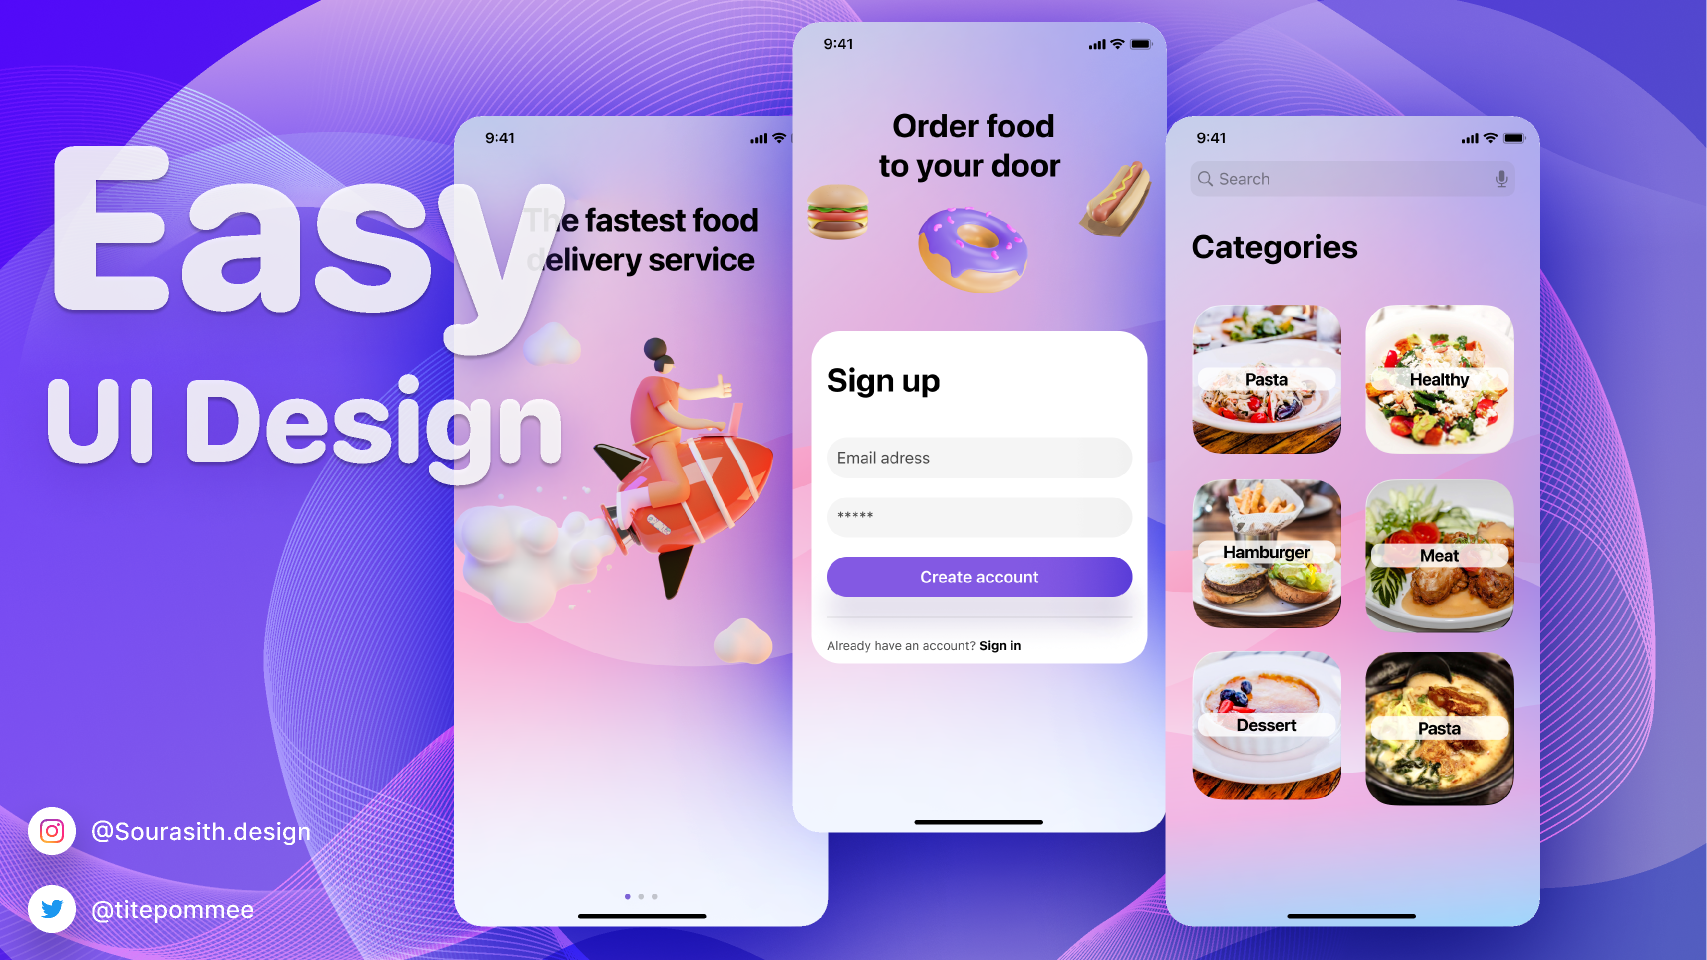 Easy
UI Design
@Sourasith.design
@titepommee
9:41
The fastest food
delivery service
9:41
Order food
to your door
Sign up
Email adress
*****
Create account
Already have an account? Sign in
9:41
Search
Categories
Pasta
Healthy
Hamburger
Meat
Dessert
Pasta